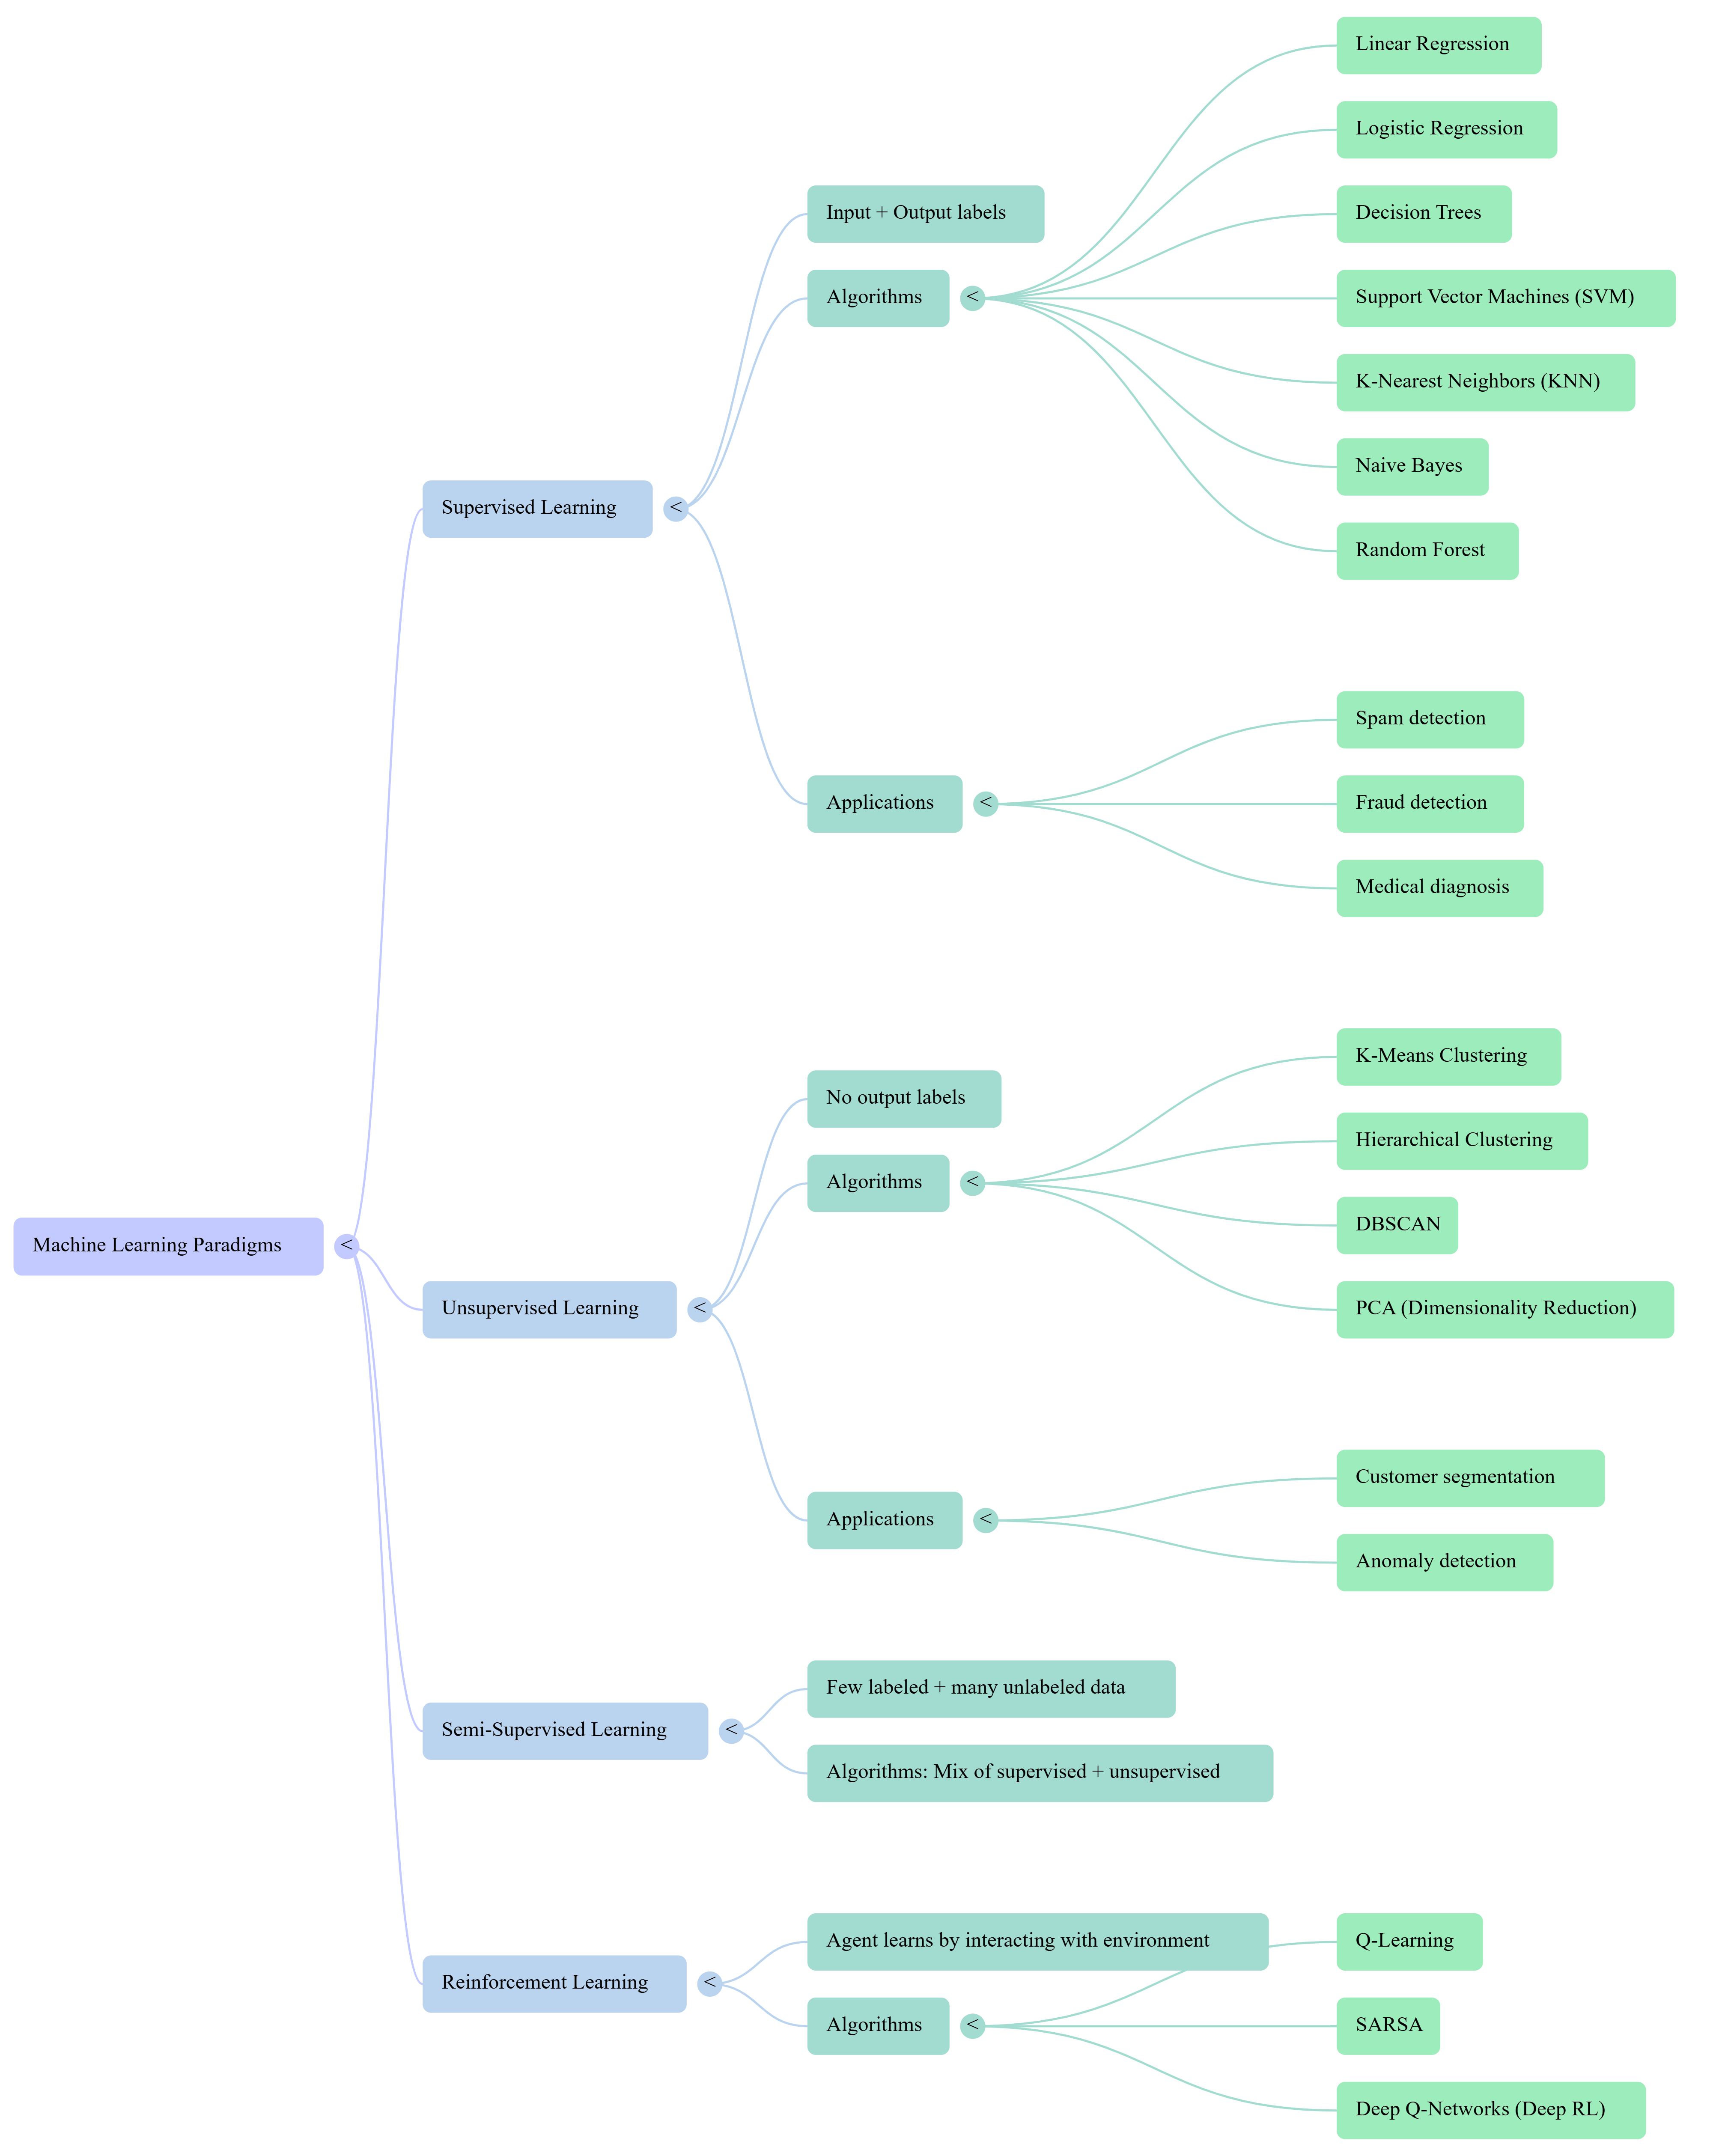 Machine Learning Paradigms
<
Supervised Learning
<
Input + Output labels
Algorithms
<
Linear Regression
Logistic Regression
Decision Trees
Support Vector Machines (SVM)
K-Nearest Neighbors (KNN)
Naive Bayes
Random Forest
Applications
<
Spam detection
Fraud detection
Medical diagnosis
Unsupervised Learning
<
No output labels
Algorithms
<
K-Means Clustering
Hierarchical Clustering
DBSCAN
PCA (Dimensionality Reduction)
Applications
<
Customer segmentation
Anomaly detection
Semi-Supervised Learning
<
Few labeled + many unlabeled data
Algorithms: Mix of supervised + unsupervised
Reinforcement Learning
<
Agent learns by interacting with environment
Algorithms
<
Q-Learning
SARSA
Deep Q-Networks (Deep RL)